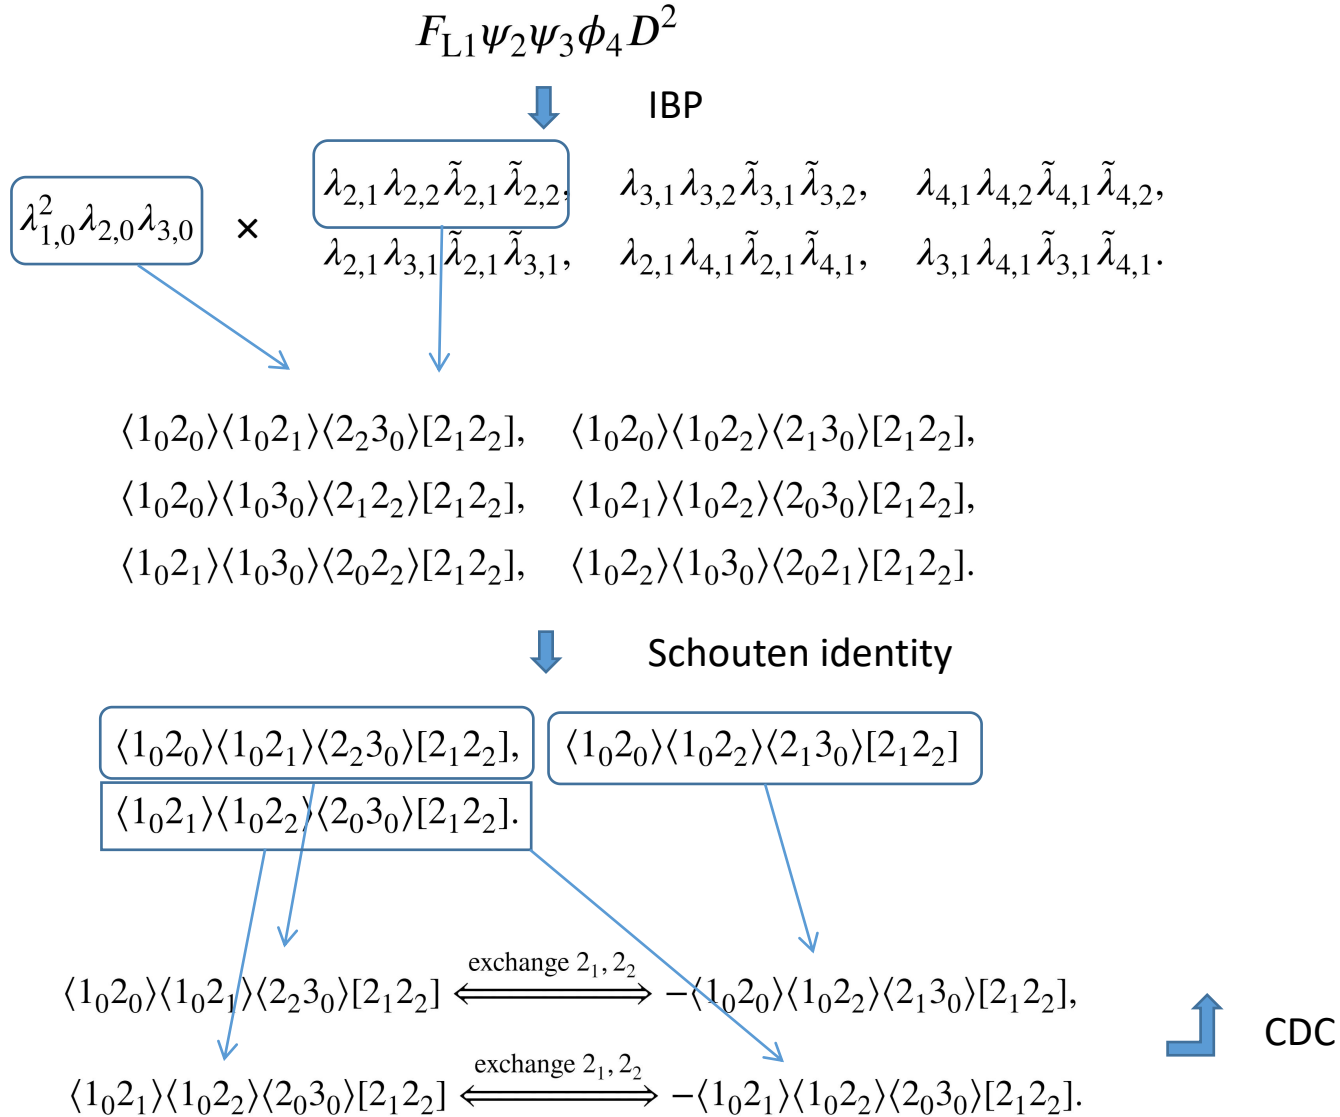 F_{L1}ψ_2ψ_3ϕ_4D^2
IBP
λ_{1,0}^2λ_{2,0}λ_{3,0} × λ_{2,1}λ_{2,2}λ̃_{2,1}λ̃_{2,2}, λ_{3,1}λ_{3,2}λ̃_{3,1}λ̃_{3,2}, λ_{4,1}λ_{4,2}λ̃_{4,1}λ̃_{4,2},
λ_{2,1}λ_{3,1}λ̃_{2,1}λ̃_{3,1}, λ_{2,1}λ_{4,1}λ̃_{2,1}λ̃_{4,1}, λ_{3,1}λ_{4,1}λ̃_{3,1}λ̃_{4,1}.
⟨1_02_0⟩⟨1_02_1⟩⟨2_23_0⟩[2_12_2], ⟨1_02_0⟩⟨1_02_2⟩⟨2_13_0⟩[2_12_2],
⟨1_02_0⟩⟨1_03_0⟩⟨2_12_2⟩[2_12_2], ⟨1_02_1⟩⟨1_02_2⟩⟨2_03_0⟩[2_12_2],
⟨1_02_1⟩⟨1_03_0⟩⟨2_02_2⟩[2_12_2], ⟨1_02_2⟩⟨1_03_0⟩⟨2_02_1⟩[2_12_2].
Schouten identity
⟨1_02_0⟩⟨1_02_1⟩⟨2_23_0⟩[2_12_2], ⟨1_02_0⟩⟨1_02_2⟩⟨2_13_0⟩[2_12_2]
⟨1_02_1⟩⟨1_02_2⟩⟨2_03_0⟩[2_12_2].
exchange 2_1, 2_2
⟨1_02_0⟩⟨1_02_1⟩⟨2_23_0⟩[2_12_2] ⟺ −⟨1_02_0⟩⟨1_02_2⟩⟨2_13_0⟩[2_12_2],
CDC
exchange 2_1, 2_2
⟨1_02_1⟩⟨1_02_2⟩⟨2_03_0⟩[2_12_2] ⟺ −⟨1_02_1⟩⟨1_02_2⟩⟨2_03_0⟩[2_12_2].